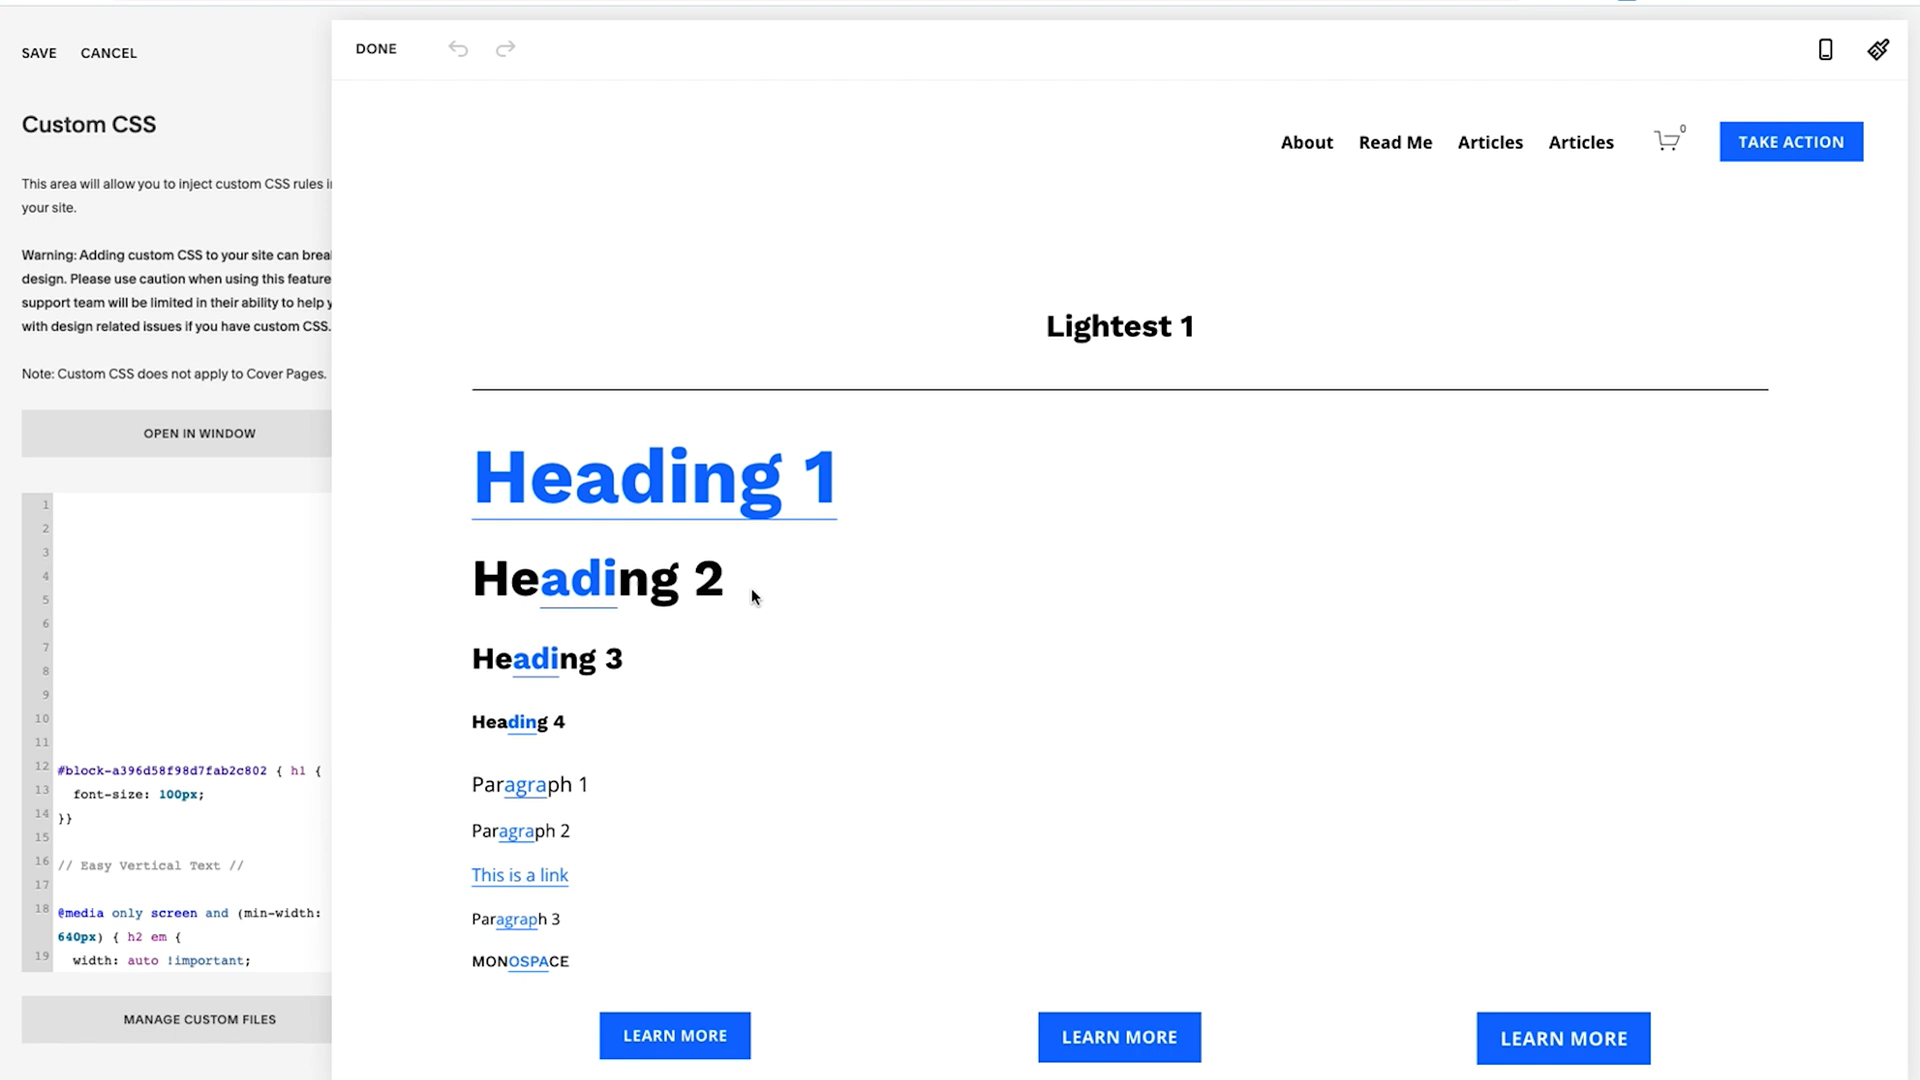 SAVE CANCEL
Custom CSS
This area will allow you to inject custom CSS rules
your site.
Warning: Adding custom CSS to your site can
design. Please use caution when using this feature
support team will be limited in their ability to help
with design related issues if you have custom CSS.
Note: Custom CSS does not apply to Cover Pages.
OPEN IN WINDOW
1
2
3
4
5
6
7
8
9
10
11
12 #block-a396d58f98d7fab2c802 { h1 {
13 font-size: 100px;
14 }}
15
16 // Easy Vertical Text //
17
18 @media only screen and (min-width:
640px) { h2 em {
19 width: auto !important;
MANAGE CUSTOM FILES
DONE
About Read Me Articles Articles 0 TAKE ACTION
Lightest 1
Heading 1
Heading 2
Heading 3
Heading 4
Paragraph 1
Paragraph 2
This is a link
Paragraph 3
MONOSPACE
LEARN MORE LEARN MORE LEARN MORE